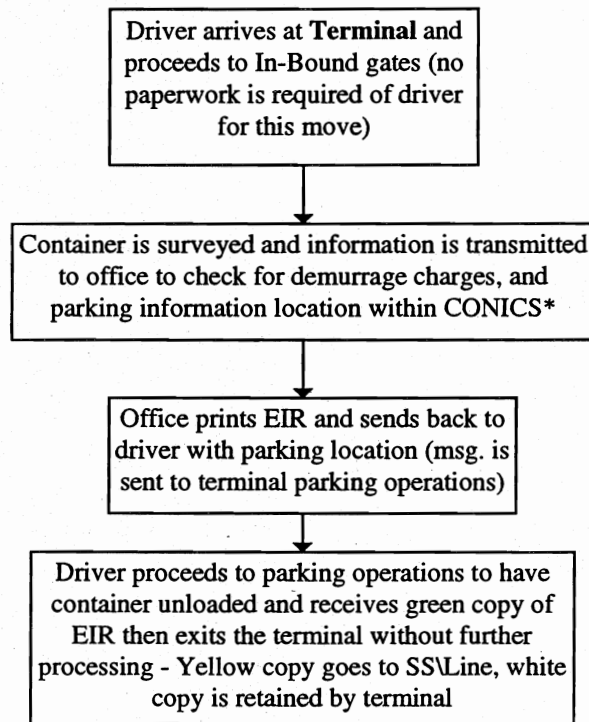 Driver arrives at Terminal and
proceeds to In-Bound gates (no
paperwork is required of driver
for this move)
Container is surveyed and information is transmitted
to office to check for demurrage charges, and
parking information location within CONICS*
Office prints EIR and sends back to
driver with parking location (msg. is
sent to terminal parking operations)
Driver proceeds to parking operations to have
container unloaded and receives green copy of
EIR then exits the terminal without further
processing - Yellow copy goes to SS\Line, white
copy is retained by terminal